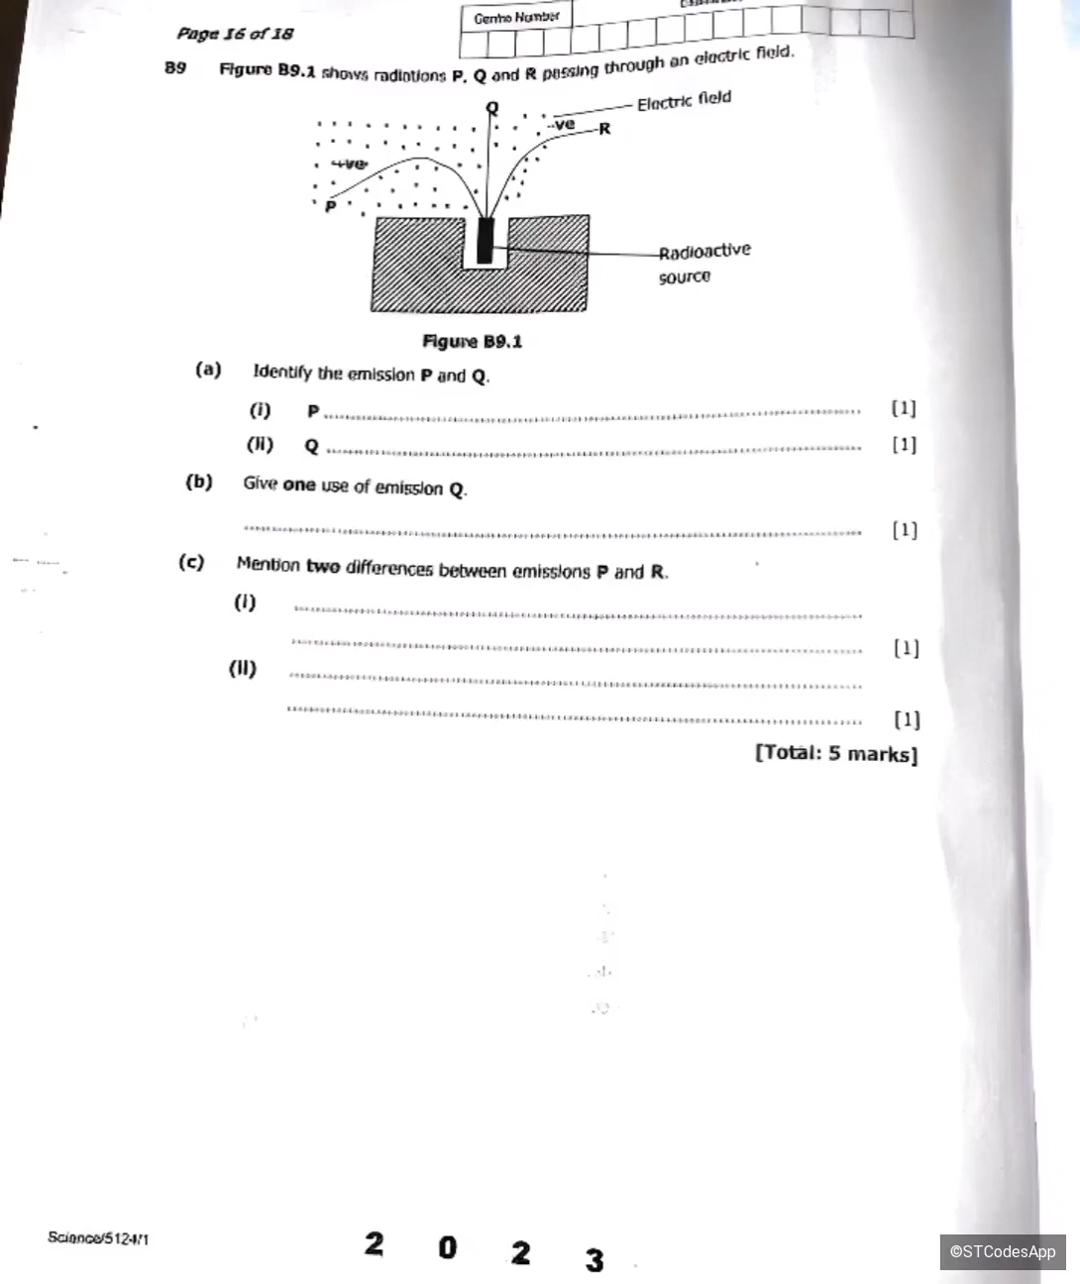 Page 16 of 18
Centre Number
B9 Figure B9.1 shows radiations P, Q and R passing through an electric field.
Q
Electric field
-ve
R
+ve
P
Radioactive
source
Figure B9.1
(a) Identify the emission P and Q.
(i) P [1]
(ii) Q [1]
(b) Give one use of emission Q.
[1]
(c) Mention two differences between emissions P and R.
(i)
[1]
(ii)
[1]
[Total: 5 marks]
Science/5124/1
2 0 2 3
©STCodesApp